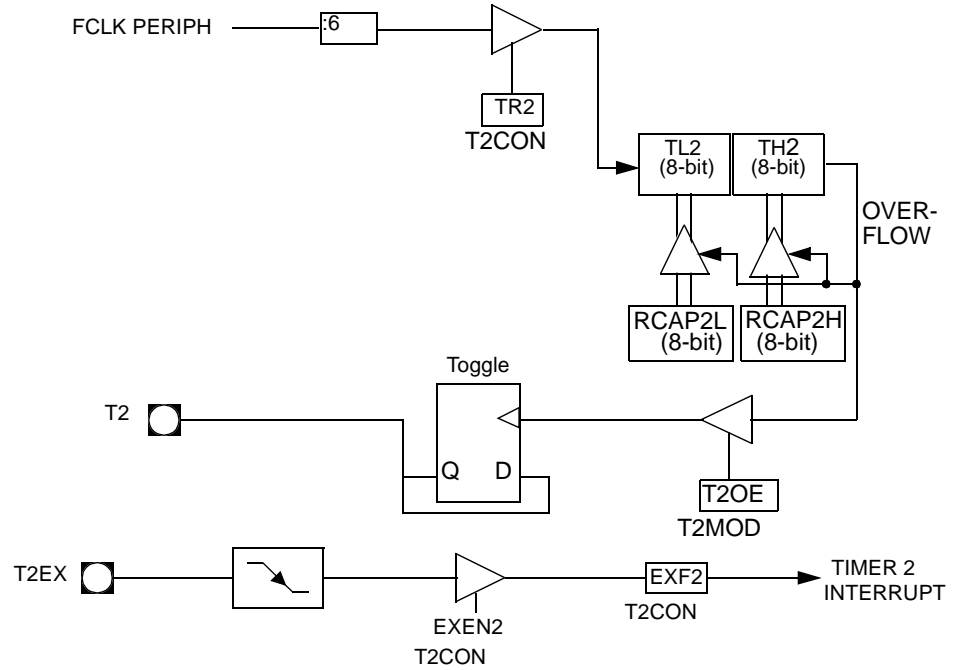 FCLK PERIPH
:6
TR2
T2CON
TL2
(8-bit)
TH2
(8-bit)
OVER-
FLOW
RCAP2L
(8-bit)
RCAP2H
(8-bit)
Toggle
T2
Q
D
T2OE
T2MOD
T2EX
EXEN2
T2CON
EXF2
T2CON
TIMER 2
INTERRUPT